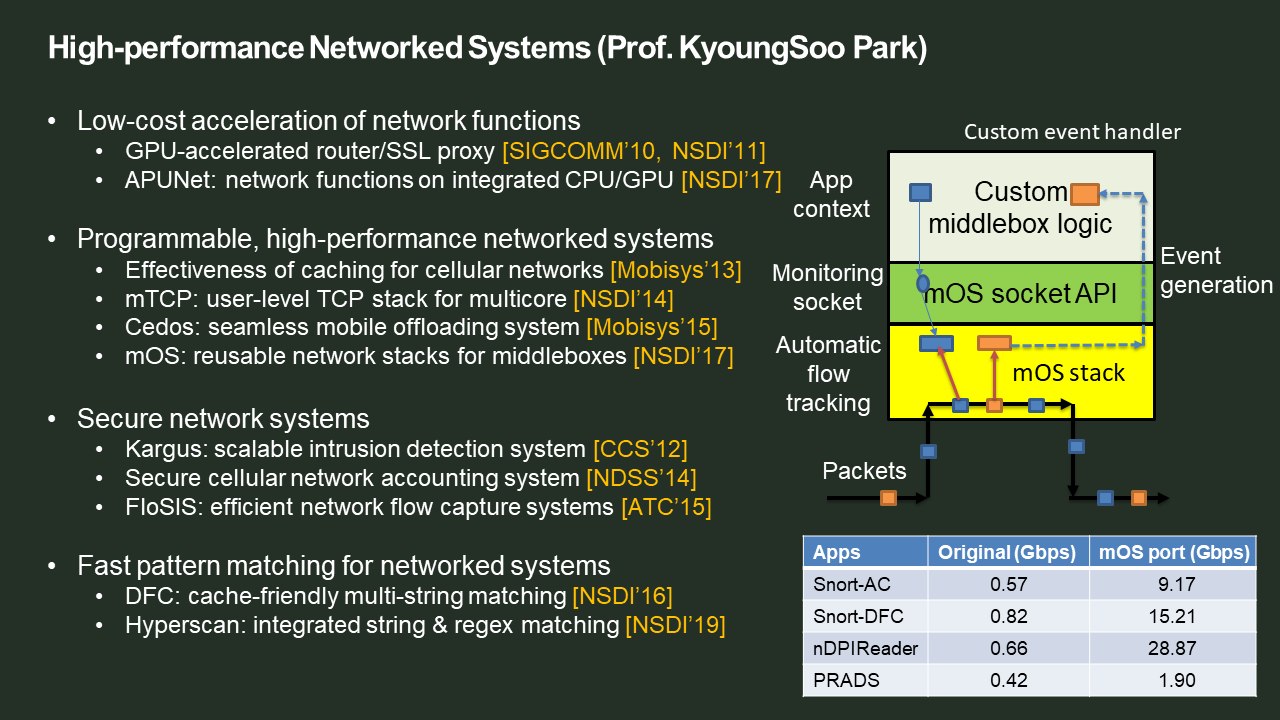 High-performance Networked Systems (Prof. KyoungSoo Park)
• Low-cost acceleration of network functions
• GPU-accelerated router/SSL proxy [SIGCOMM’10, NSDI’11]
• APUNet: network functions on integrated CPU/GPU [NSDI’17]
• Programmable, high-performance networked systems
• Effectiveness of caching for cellular networks [Mobisys’13]
• mTCP: user-level TCP stack for multicore [NSDI’14]
• Cedos: seamless mobile offloading system [Mobisys’15]
• mOS: reusable network stacks for middleboxes [NSDI’17]
• Secure network systems
• Kargus: scalable intrusion detection system [CCS’12]
• Secure cellular network accounting system [NDSS’14]
• FloSIS: efficient network flow capture systems [ATC’15]
• Fast pattern matching for networked systems
• DFC: cache-friendly multi-string matching [NSDI’16]
• Hyperscan: integrated string & regex matching [NSDI’19]
Custom event handler
App
context
Custom
middlebox logic
Monitoring
socket
mOS socket API
Event
generation
Automatic
flow
tracking
mOS stack
Packets
Apps Original (Gbps) mOS port (Gbps)
Snort-AC 0.57 9.17
Snort-DFC 0.82 15.21
nDPIReader 0.66 28.87
PRADS 0.42 1.90